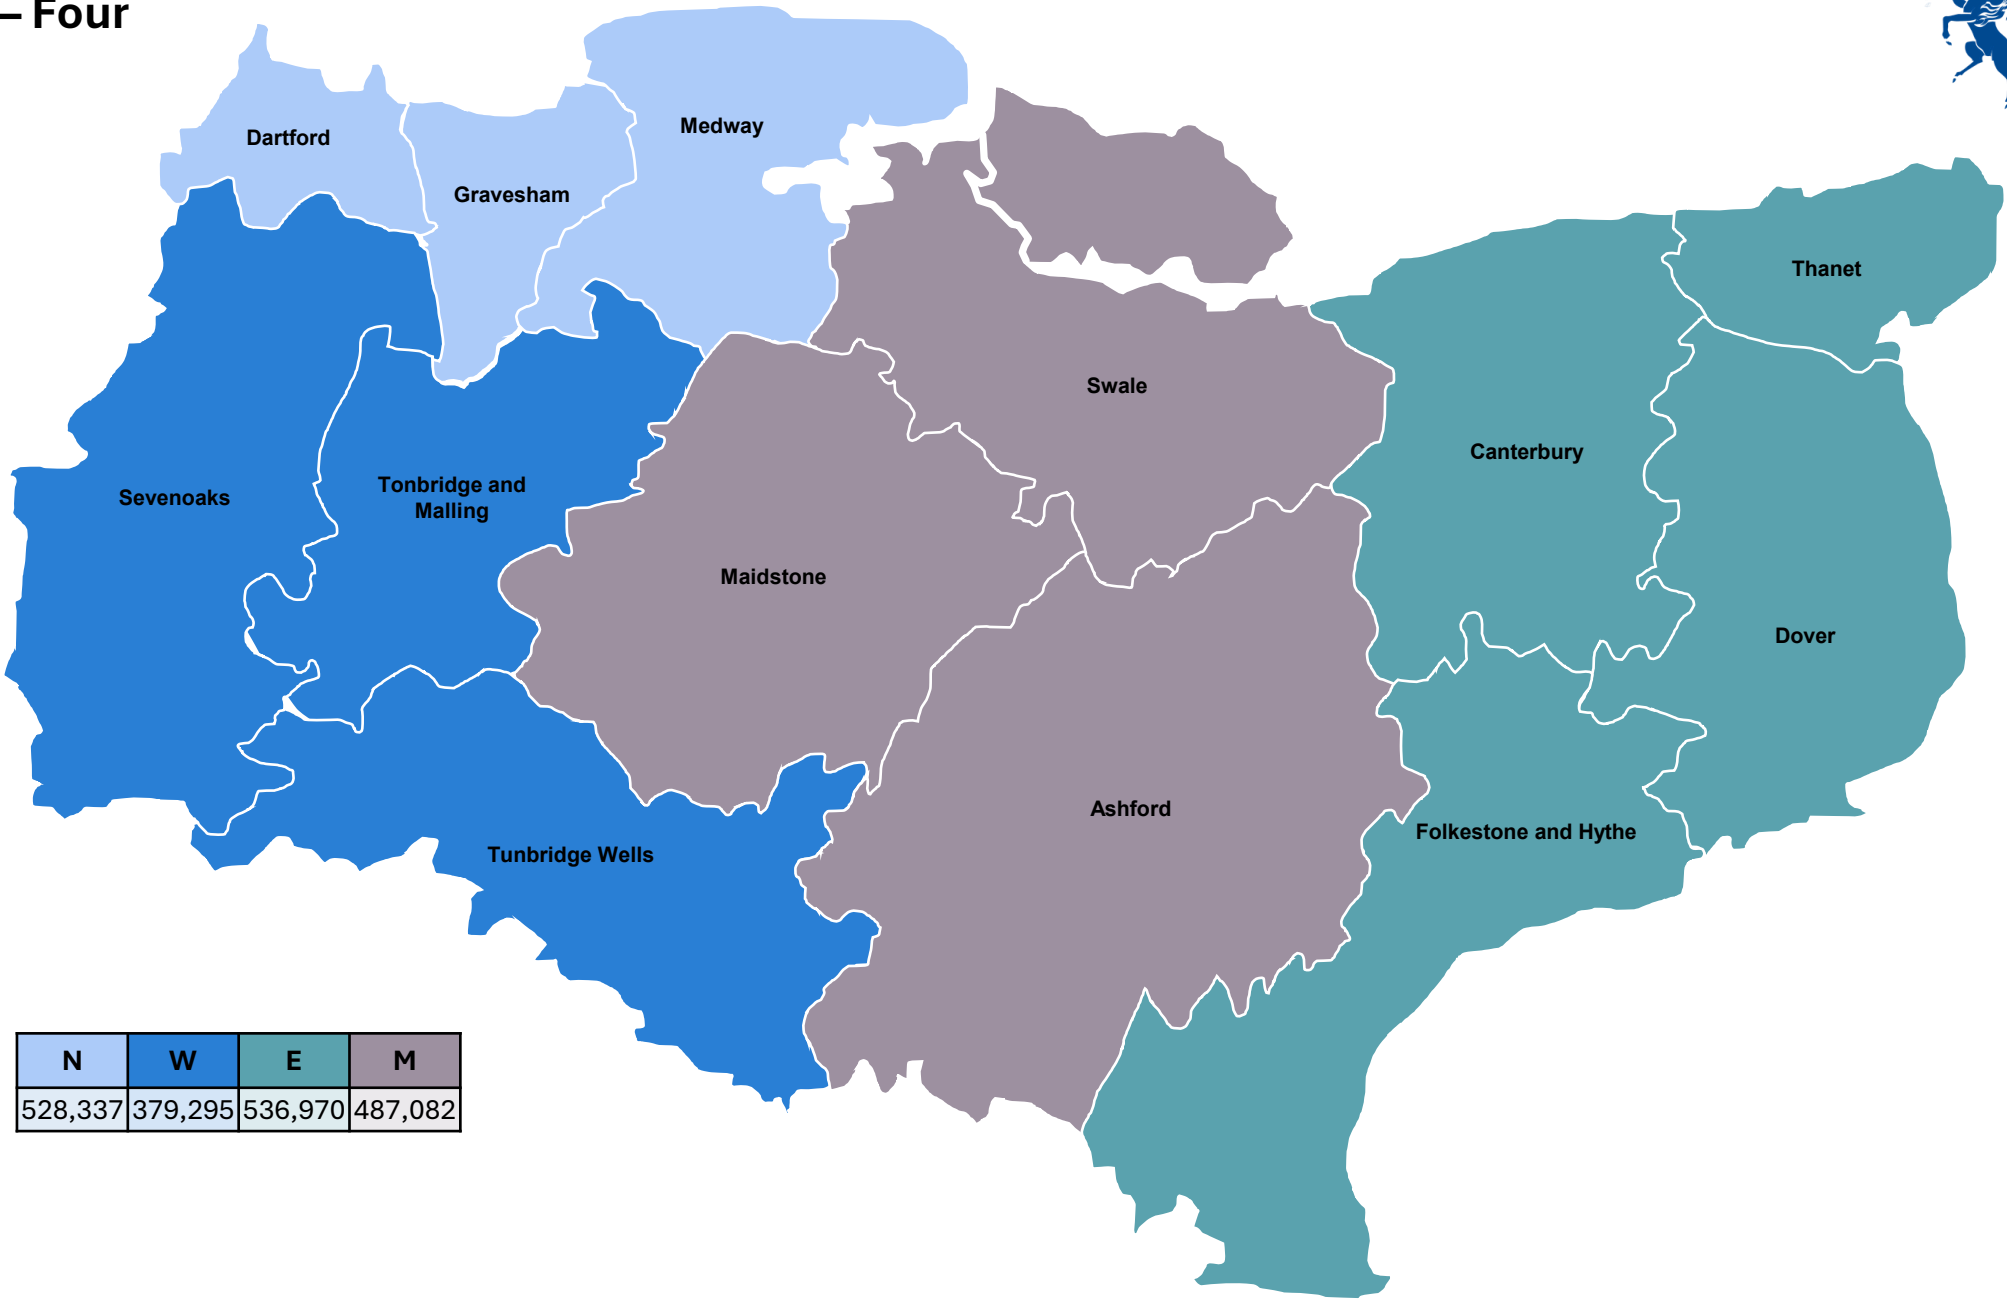 – Four
Dartford
Gravesham
Medway
Thanet
Swale
Canterbury
Sevenoaks
Tonbridge and
Malling
Maidstone
Dover
Ashford
Folkestone and Hythe
Tunbridge Wells
N W E M
528,337 379,295 536,970 487,082